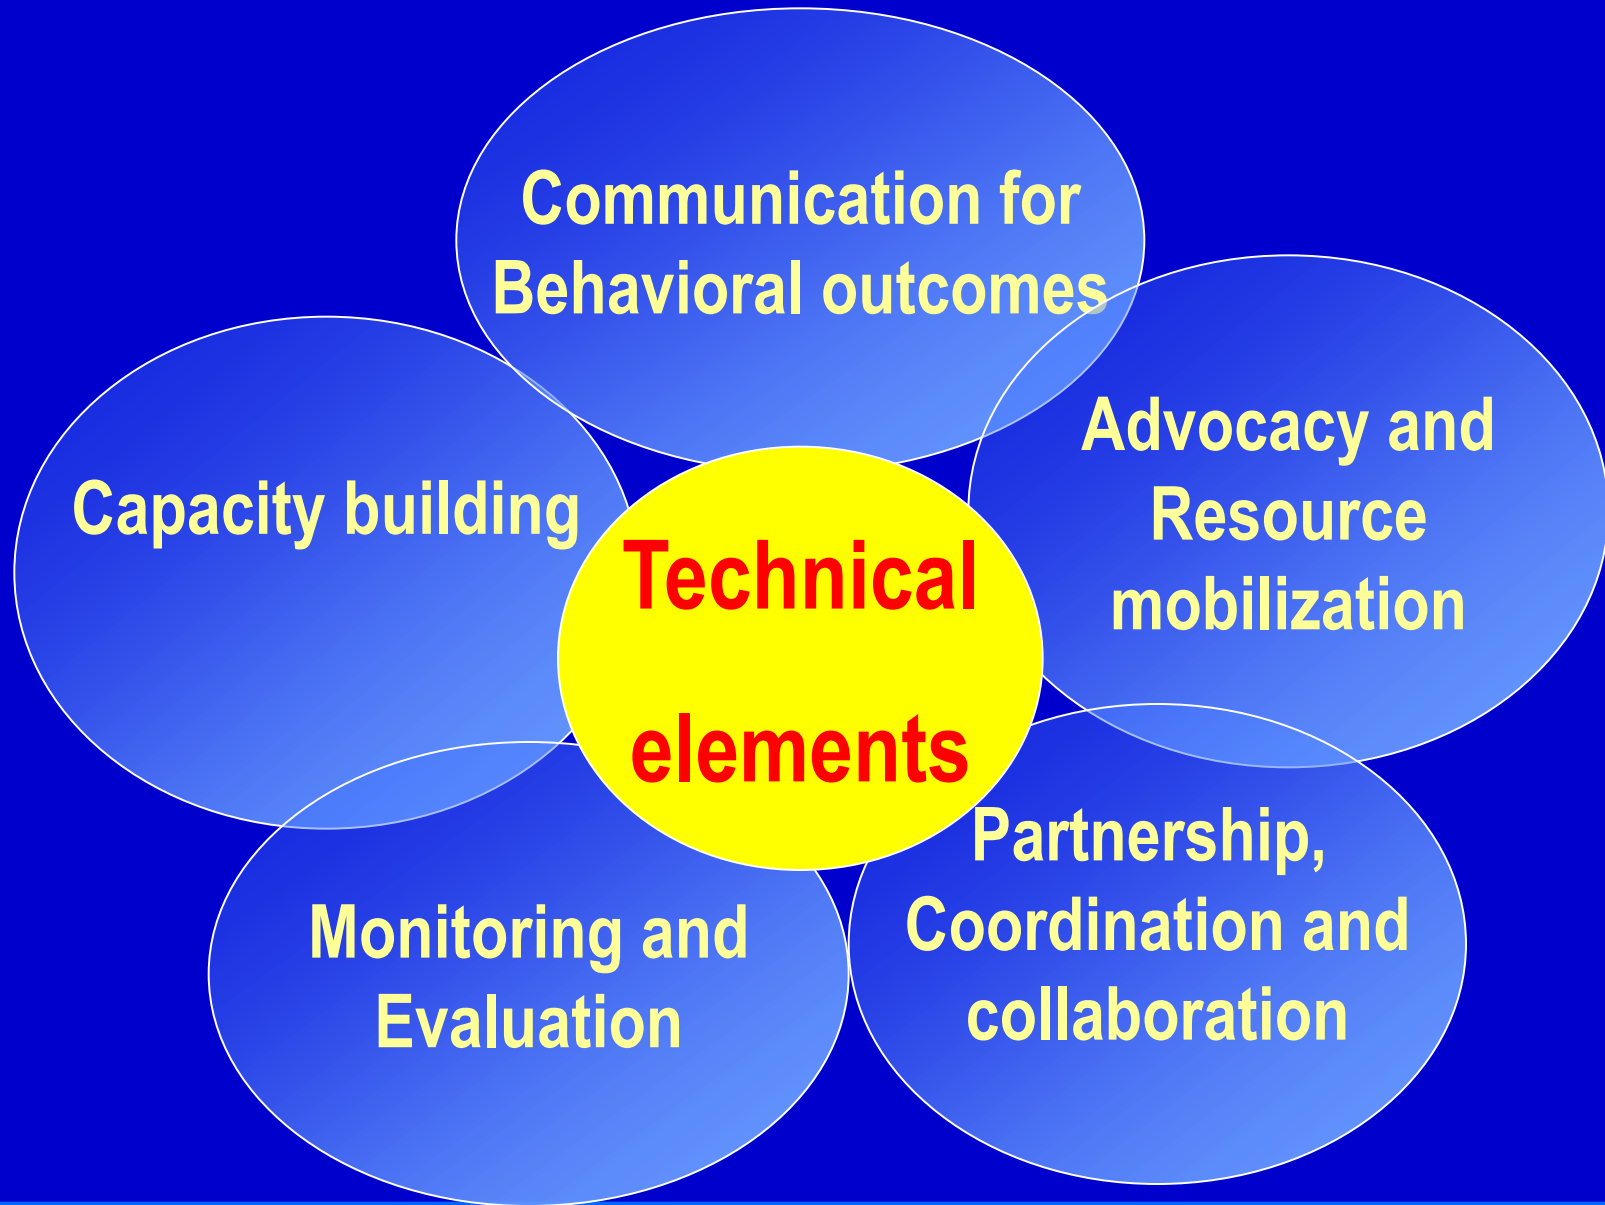 Communication for
Behavioral outcomes
Advocacy and
Resource
mobilization
Capacity building
Technical
elements
Partnership,
Coordination and
collaboration
Monitoring and
Evaluation